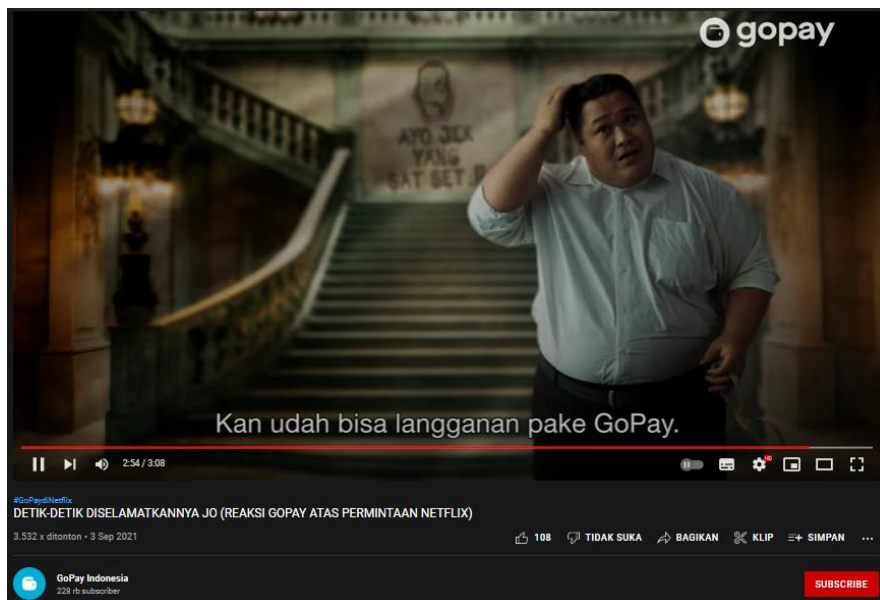 gopay
AYO JEK
YANG
SAT SET !!
Kan udah bisa langganan pake GoPay.
2:54 / 3:08
HD
#GoPaydiNetflix
DETIK-DETIK DISELAMATKANNYA JO (REAKSI GOPAY ATAS PERMINTAAN NETFLIX)
3.532 x ditonton • 3 Sep 2021
108 TIDAK SUKA BAGIKAN KLIP SIMPAN ...
GoPay Indonesia
228 rb subscriber
SUBSCRIBE